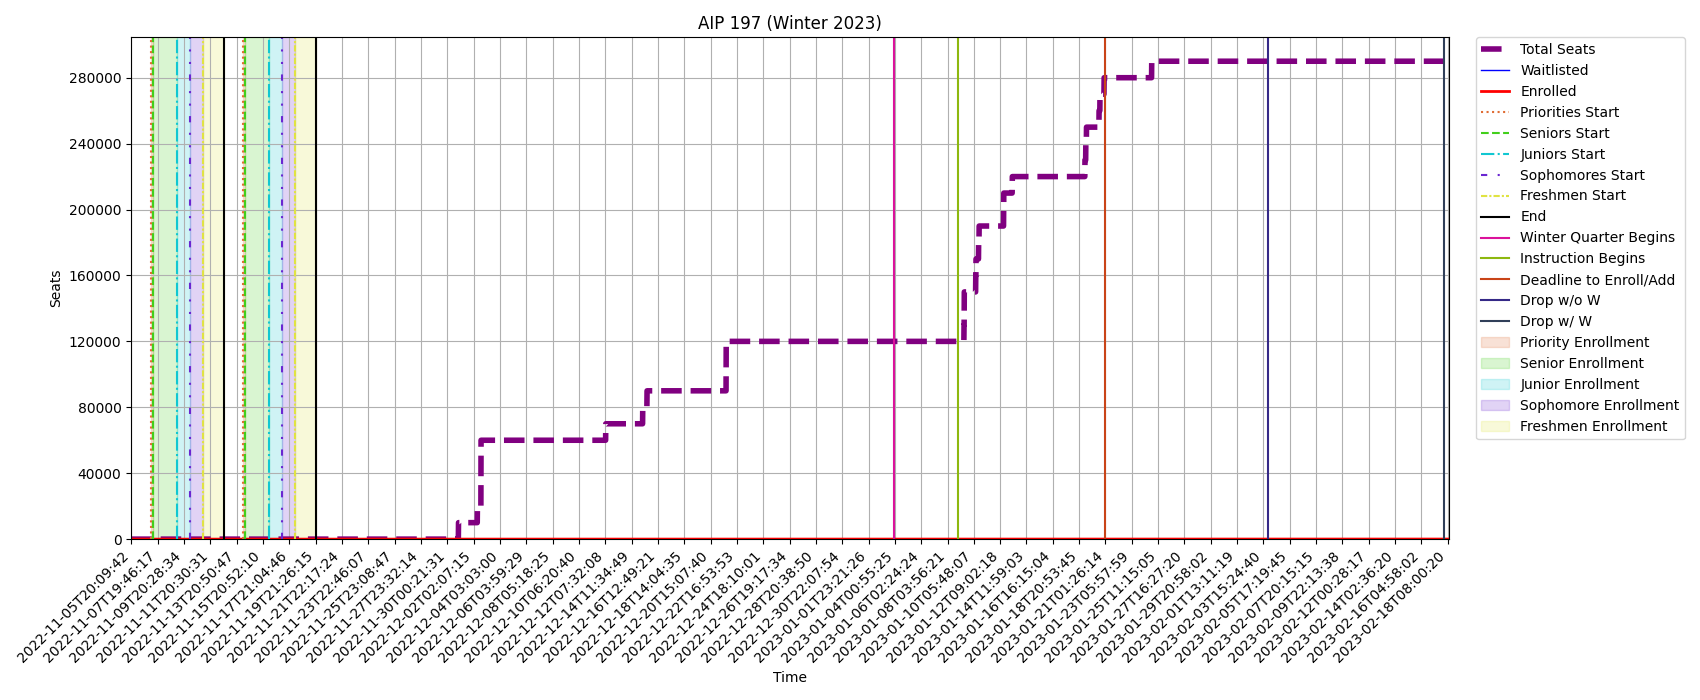 AIP 197 (Winter 2023)
Seats
280000
240000
200000
160000
120000
80000
40000
0
2022-11-05T20:09:42
2022-11-07T19:46:17
2022-11-09T20:28:34
2022-11-11T20:30:31
2022-11-13T20:50:47
2022-11-15T20:52:10
2022-11-17T21:04:46
2022-11-19T21:26:15
2022-11-21T22:17:24
2022-11-23T22:46:07
2022-11-25T23:08:47
2022-11-27T23:32:14
2022-11-30T00:21:31
2022-12-02T02:07:15
2022-12-04T03:03:00
2022-12-06T03:59:29
2022-12-08T05:18:25
2022-12-10T06:20:40
2022-12-12T07:32:08
2022-12-14T11:34:49
2022-12-16T12:49:21
2022-12-18T14:04:35
2022-12-20T15:07:40
2022-12-22T16:53:53
2022-12-24T18:10:01
2022-12-26T19:17:34
2022-12-28T20:38:50
2022-12-30T22:07:54
2023-01-01T23:21:26
2023-01-04T00:55:25
2023-01-06T02:24:24
2023-01-08T03:56:21
2023-01-10T05:48:07
2023-01-12T09:02:18
2023-01-14T11:59:03
2023-01-16T16:15:04
2023-01-18T20:53:45
2023-01-21T01:26:14
2023-01-23T05:57:59
2023-01-25T11:15:05
2023-01-27T16:27:20
2023-01-29T20:58:02
2023-02-01T13:11:19
2023-02-03T15:24:40
2023-02-05T17:19:45
2023-02-07T20:15:15
2023-02-09T22:13:38
2023-02-12T00:28:17
2023-02-14T02:36:20
2023-02-16T04:58:02
2023-02-18T08:00:20
Time
Total Seats
Waitlisted
Enrolled
Priorities Start
Seniors Start
Juniors Start
Sophomores Start
Freshmen Start
End
Winter Quarter Begins
Instruction Begins
Deadline to Enroll/Add
Drop w/o W
Drop w/ W
Priority Enrollment
Senior Enrollment
Junior Enrollment
Sophomore Enrollment
Freshmen Enrollment